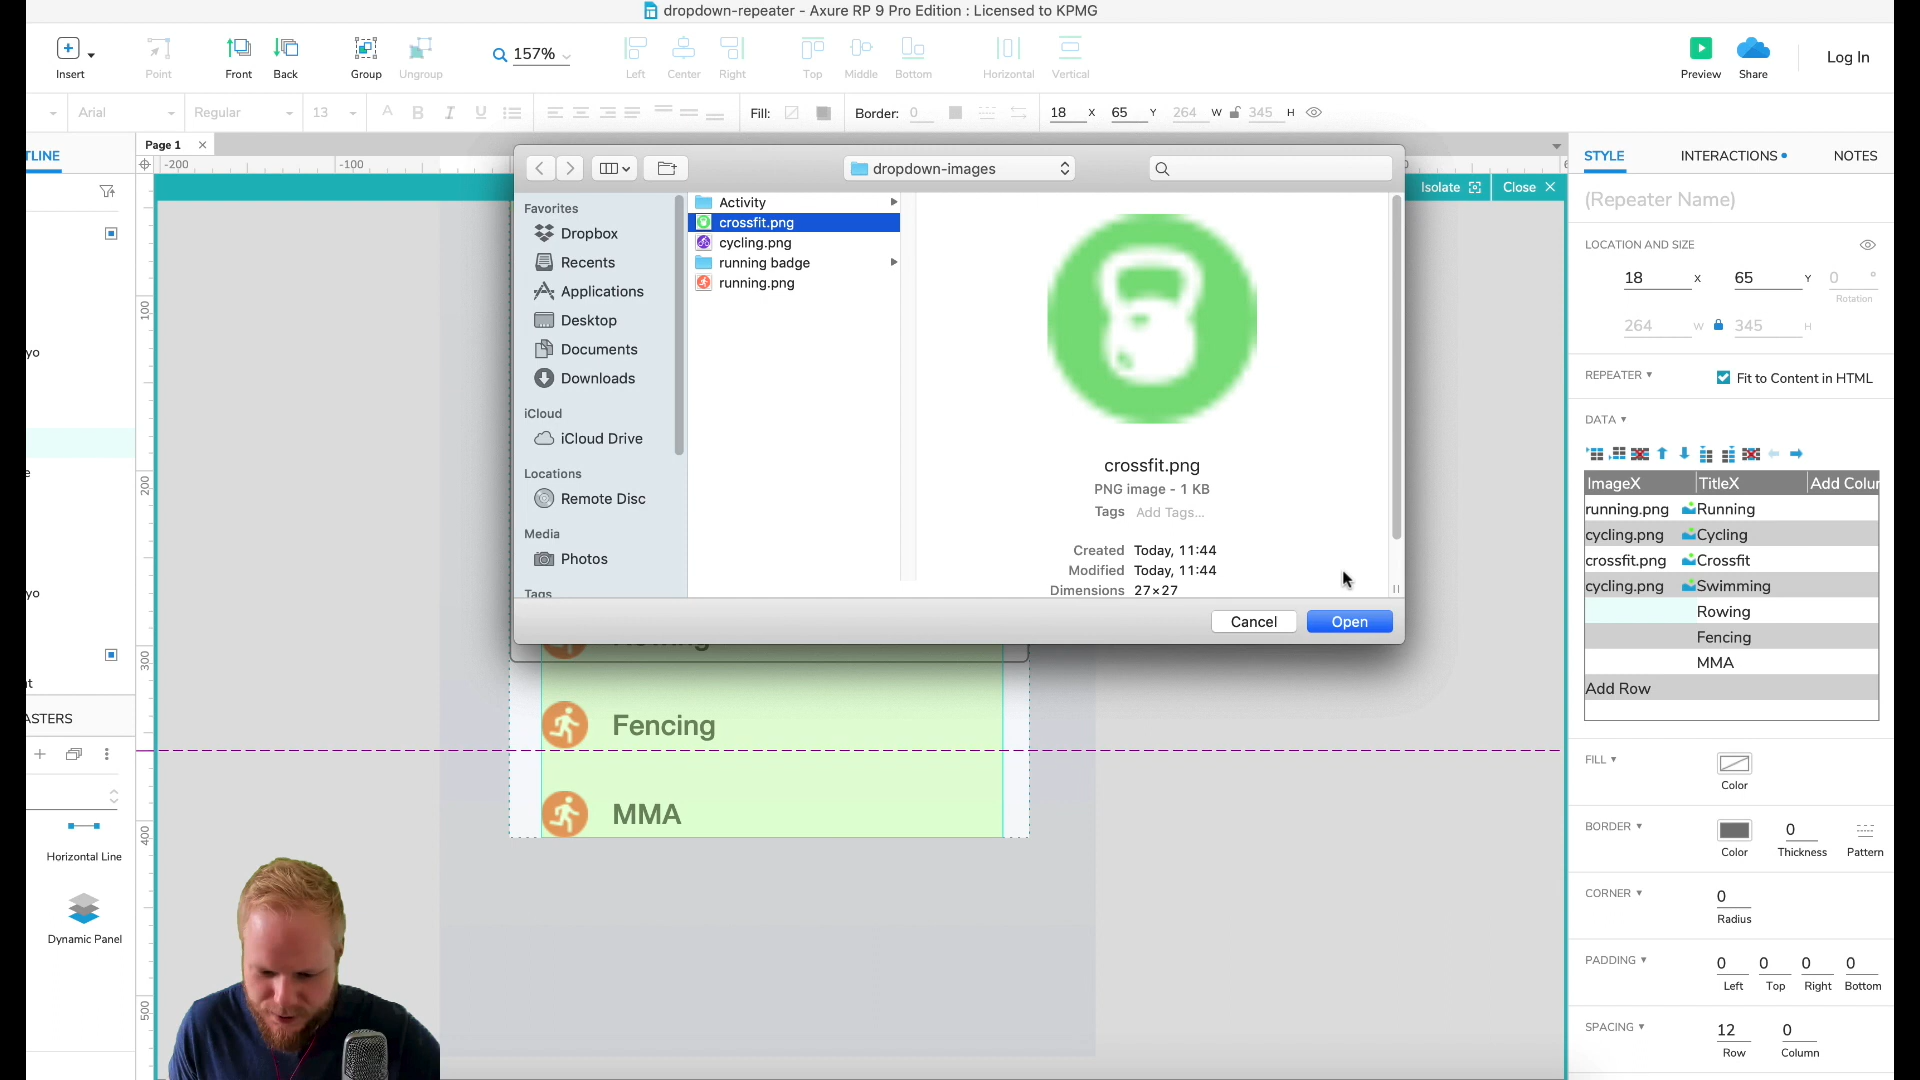 dropdown-repeater - Axure RP 9 Pro Edition : Licensed to KPMG
Insert Point Front Back Group Ungroup 157% Left Center Right Top Middle Bottom Horizontal Vertical Preview Share Log In
Arial Regular 13 A B I U Fill: Border: 0 18 X 65 Y 264 W 345 H
TLINE
Page 1
-200 -100
100
200
300
400
500
yo
e
yo
t
ASTERS
Horizontal Line
Dynamic Panel
dropdown-images
Favorites
Dropbox
Recents
Applications
Desktop
Documents
Downloads
iCloud
iCloud Drive
Locations
Remote Disc
Media
Photos
Tags
Activity
crossfit.png
cycling.png
running badge
running.png
crossfit.png
PNG image - 1 KB
Tags Add Tags...
Created Today, 11:44
Modified Today, 11:44
Dimensions 27×27
Cancel Open
Fencing
MMA
Isolate Close
STYLE INTERACTIONS NOTES
(Repeater Name)
LOCATION AND SIZE
18 X 65 Y 0 °
Rotation
264 W 345 H
REPEATER Fit to Content in HTML
DATA
ImageX TitleX Add Colu
running.png Running
cycling.png Cycling
crossfit.png Crossfit
cycling.png Swimming
Rowing
Fencing
MMA
Add Row
FILL
Color
BORDER 0
Color Thickness Pattern
CORNER 0
Radius
PADDING 0 0 0 0
Left Top Right Bottom
SPACING 12 0
Row Column